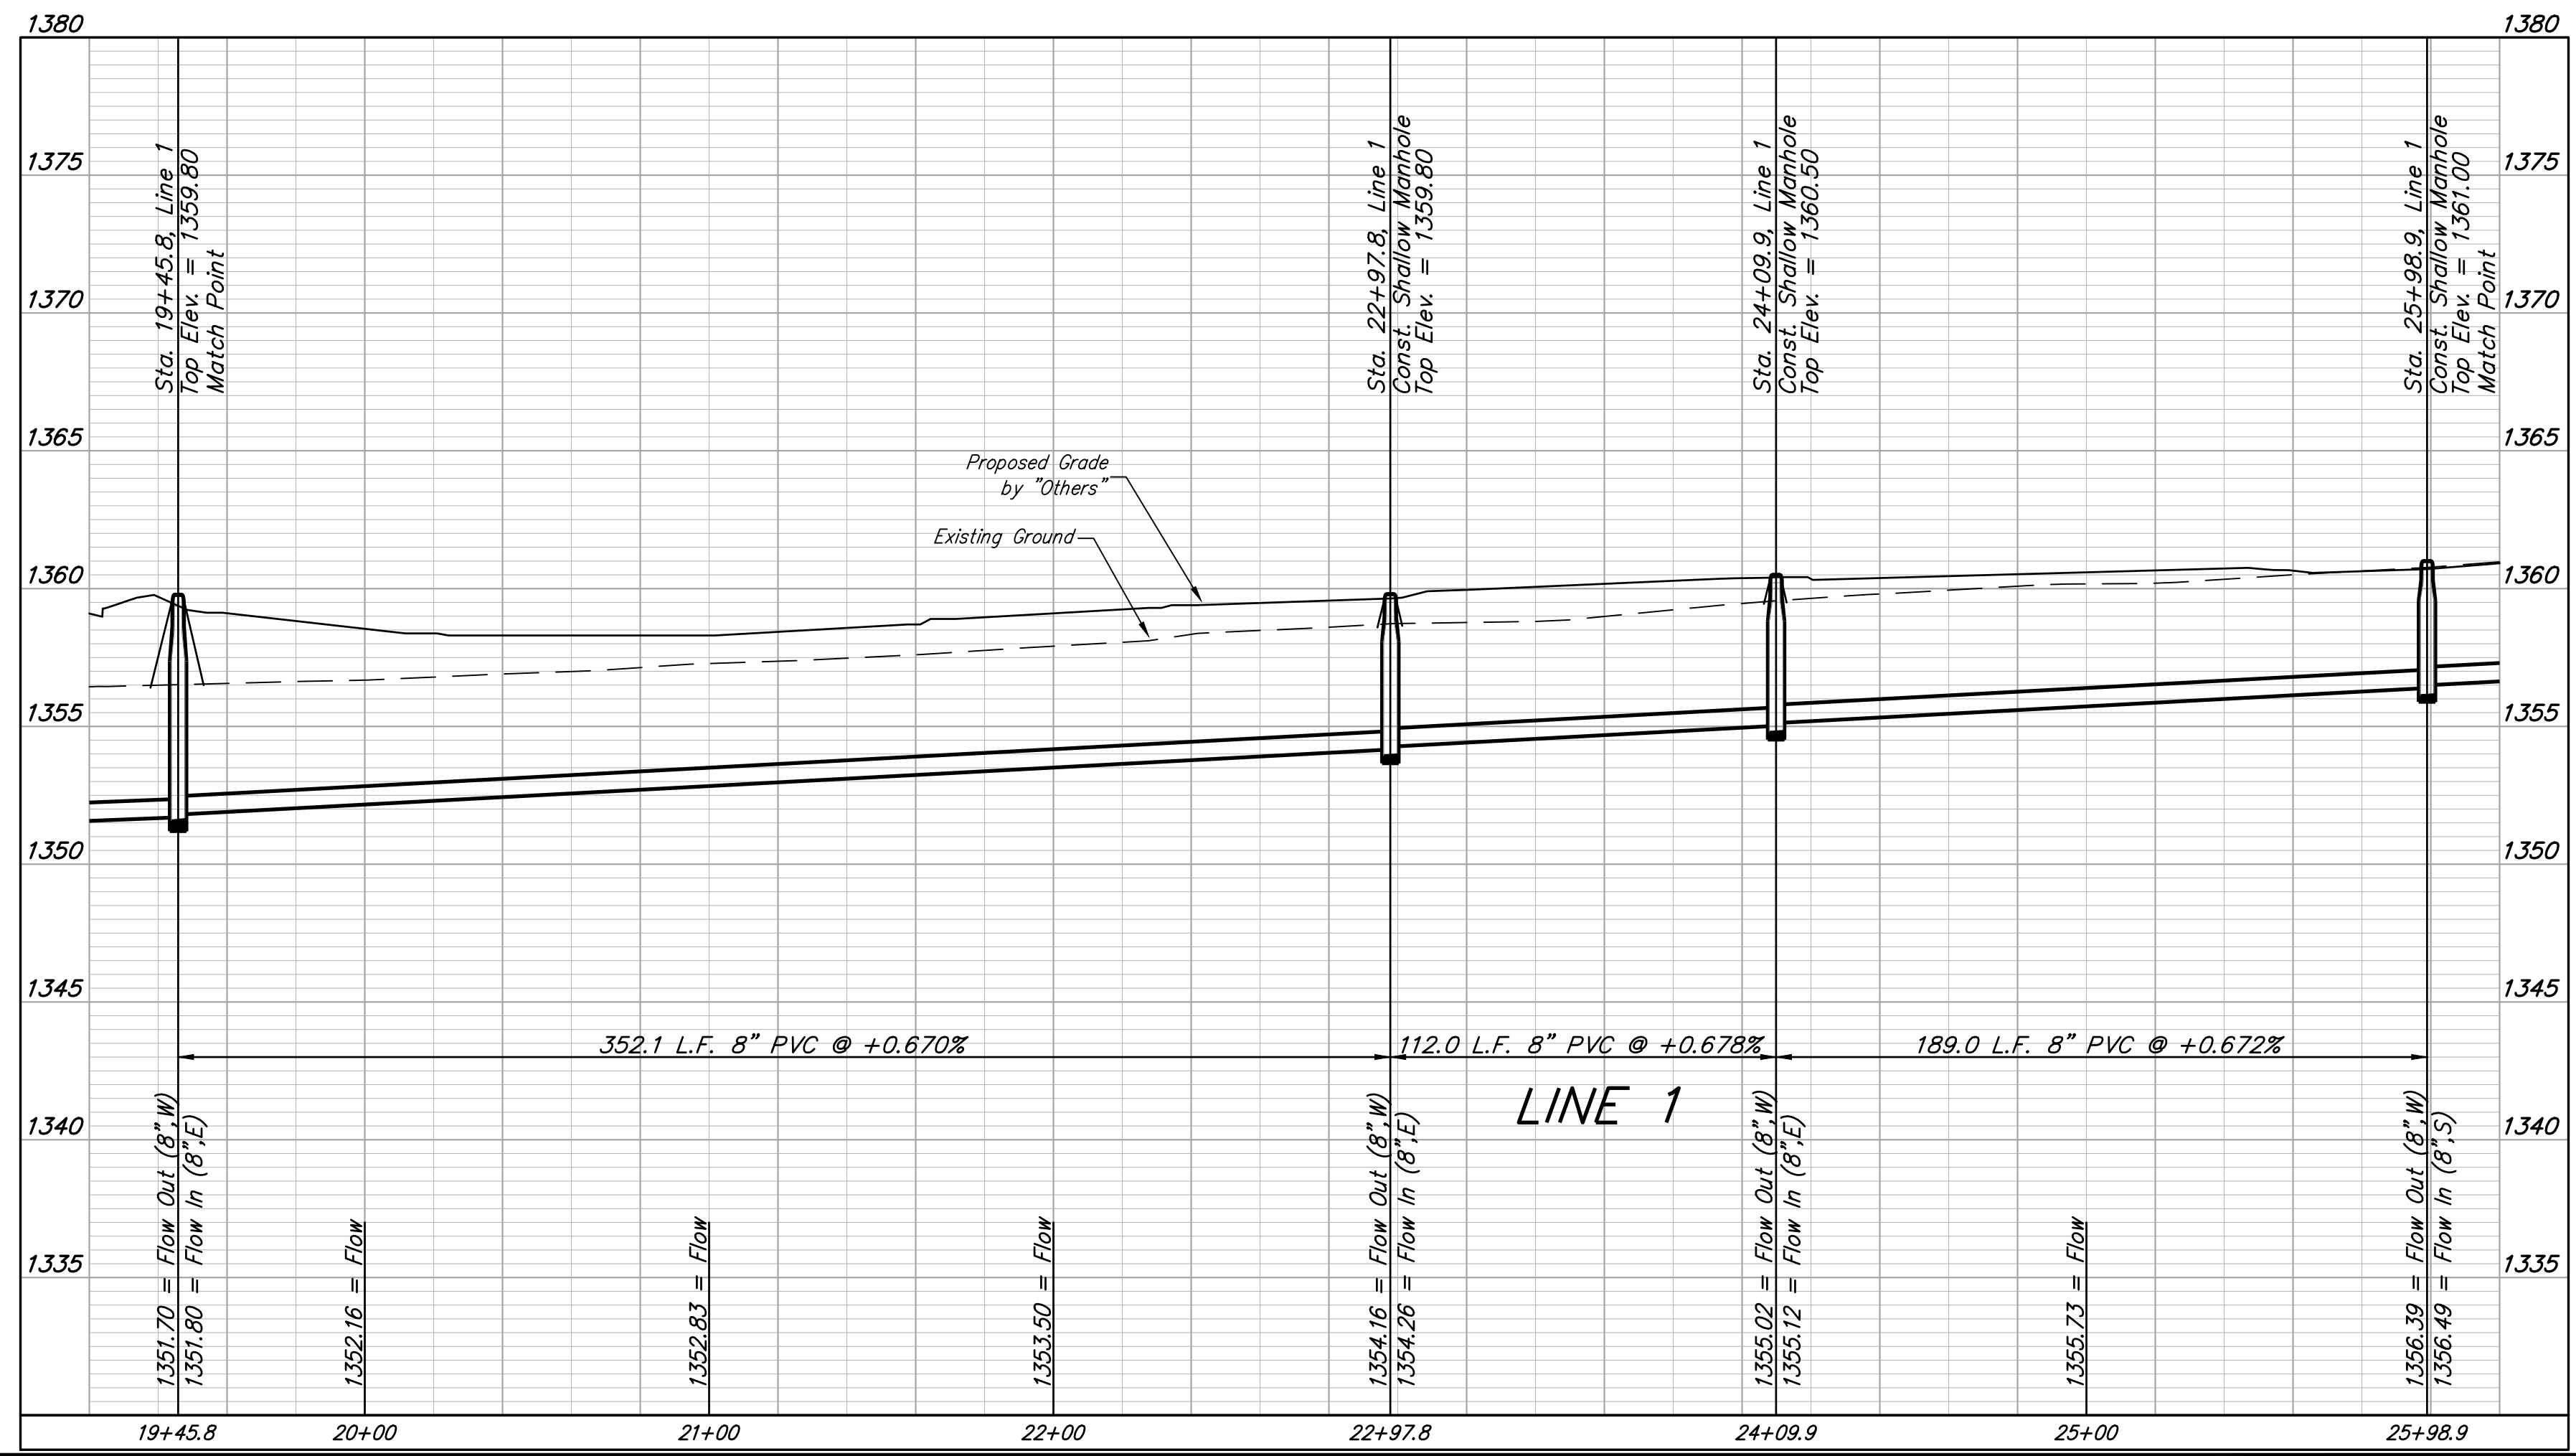 1380
1380
1375
1375
1370
1370
1365
1365
1360
1360
1355
1355
1350
1350
1345
1345
1340
1340
1335
1335
Sta. 19+45.8, Line 1
Top Elev. = 1359.80
Match Point
Sta. 22+97.8, Line 1
Const. Shallow Manhole
Top Elev. = 1359.80
Sta. 24+09.9, Line 1
Const. Shallow Manhole
Top Elev. = 1360.50
Sta. 25+98.9, Line 1
Const. Shallow Manhole
Top Elev. = 1361.00
Match Point
Proposed Grade
by "Others"
Existing Ground
352.1 L.F. 8" PVC @ +0.670%
112.0 L.F. 8" PVC @ +0.678%
189.0 L.F. 8" PVC @ +0.672%
LINE 1
1351.70 = Flow Out (8",W)
1351.80 = Flow In (8",E)
1352.16 = Flow
1352.83 = Flow
1353.50 = Flow
1354.16 = Flow Out (8",W)
1354.26 = Flow In (8",E)
1355.02 = Flow Out (8",W)
1355.12 = Flow In (8",E)
1355.73 = Flow
1356.39 = Flow Out (8",W)
1356.49 = Flow In (8",S)
19+45.8
20+00
21+00
22+00
22+97.8
24+09.9
25+00
25+98.9